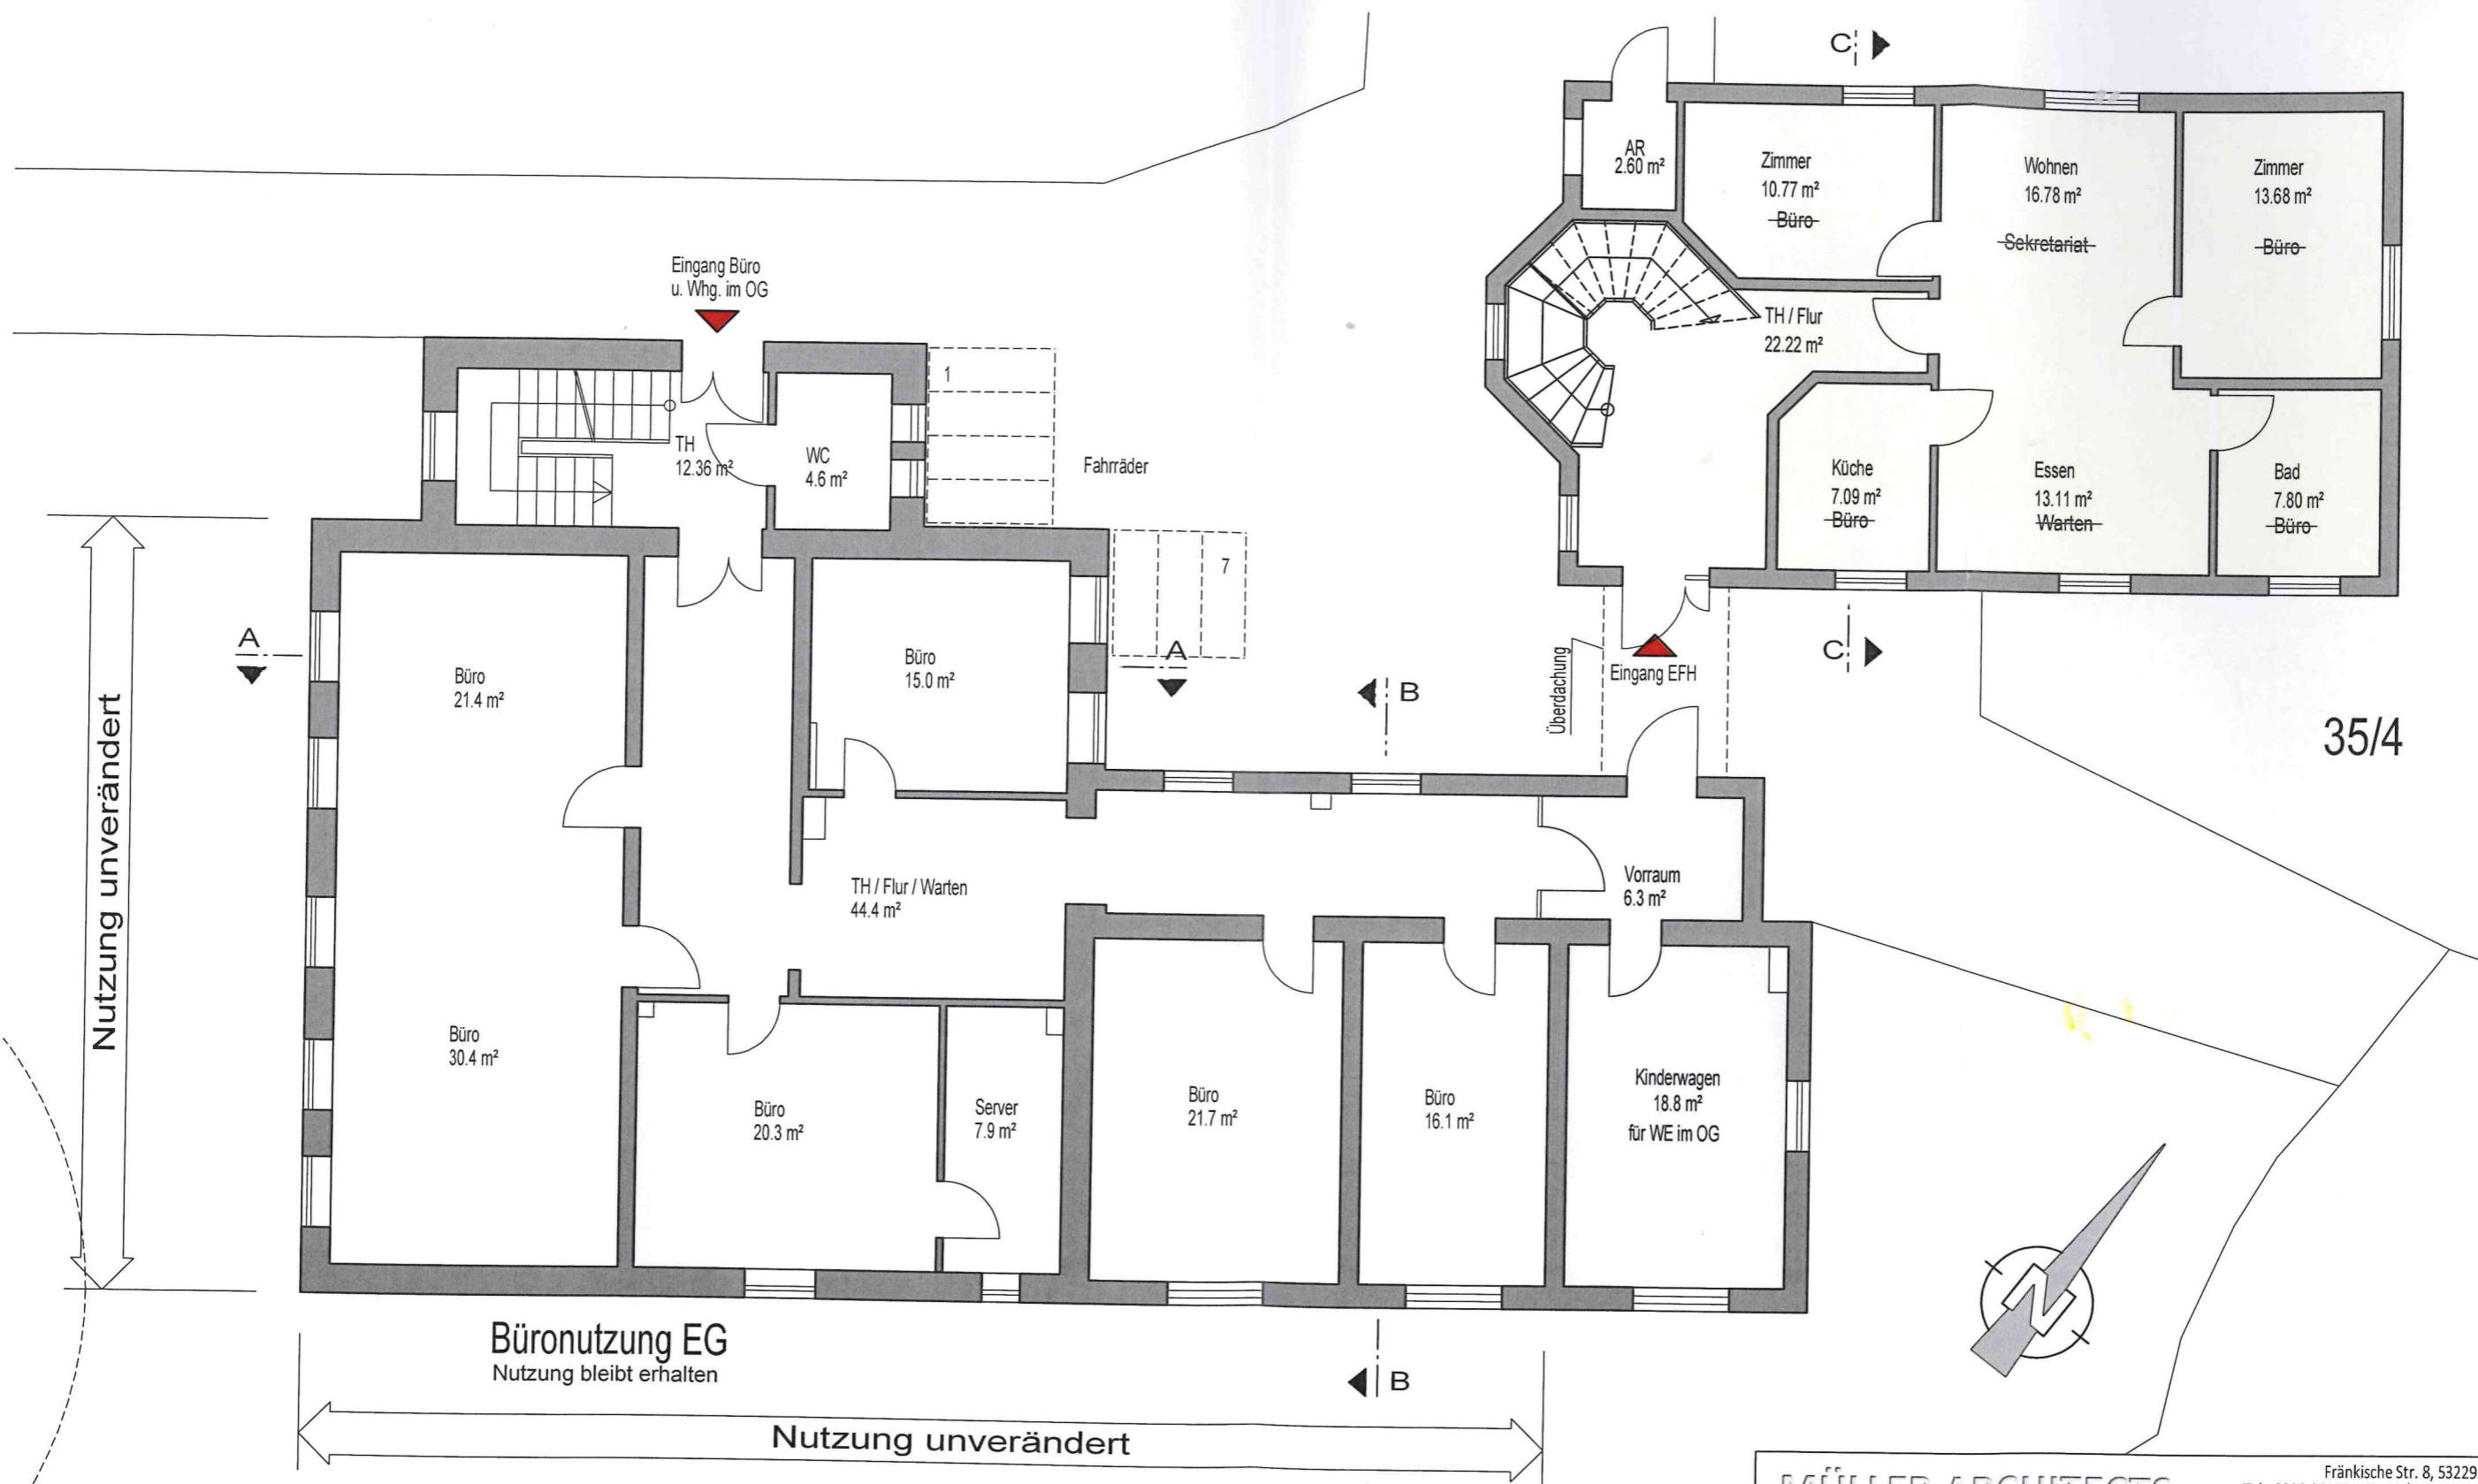 C
C
AR
2.60 m²
Zimmer
10.77 m²
Büro
Wohnen
16.78 m²
Sekretariat
Zimmer
13.68 m²
Büro
TH / Flur
22.22 m²
Küche
7.09 m²
Büro
Essen
13.11 m²
Warten
Bad
7.80 m²
Büro
Eingang Büro
u. Whg. im OG
TH
12.36 m²
WC
4.6 m²
1
Fahrräder
7
A
A
B
B
Überdachung
Eingang EFH
35/4
Nutzung unverändert
Büro
21.4 m²
Büro
15.0 m²
TH / Flur / Warten
44.4 m²
Vorraum
6.3 m²
Büro
30.4 m²
Büro
20.3 m²
Server
7.9 m²
Büro
21.7 m²
Büro
16.1 m²
Kinderwagen
18.8 m²
für WE im OG
N
Büronutzung EG
Nutzung bleibt erhalten
Nutzung unverändert
MÜLLER ARCHITECTS
Fränkische Str. 8, 53229